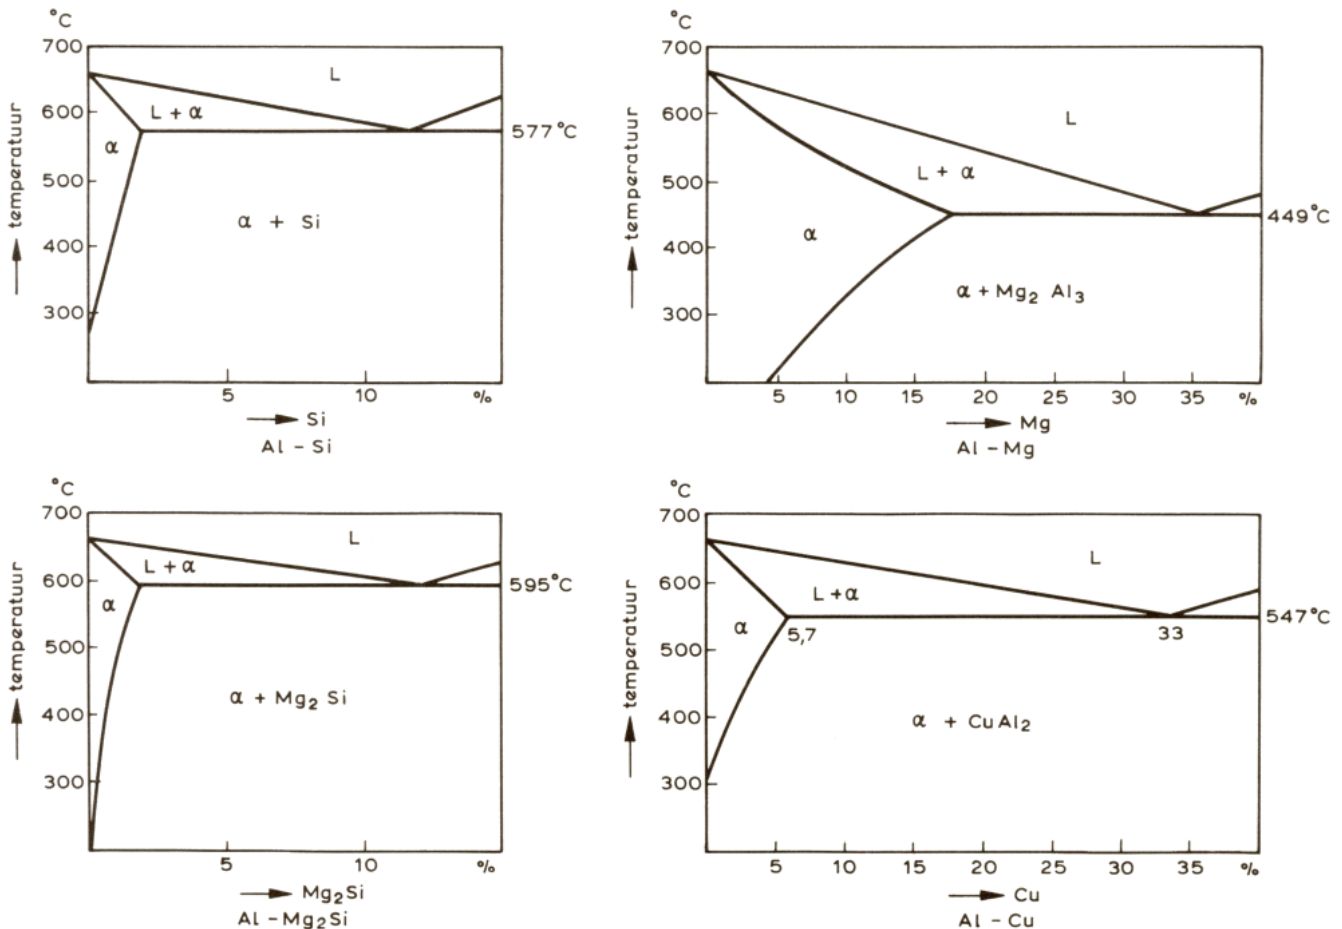 °C
700
L
600
L + α
577°C
α
500
α + Si
400
300
temperatuur
5
10
%
Si
Al - Si
°C
700
600
L
500
L + α
449°C
α
400
α + Mg2 Al3
300
temperatuur
5
10
15
20
25
30
35
%
Mg
Al - Mg
°C
700
L
600
L + α
595°C
α
500
α + Mg2 Si
400
300
temperatuur
5
10
%
Mg2Si
Al - Mg2Si
°C
700
L
600
L + α
547°C
α
5,7
33
500
400
α + CuAl2
300
temperatuur
5
10
15
20
25
30
35
%
Cu
Al - Cu